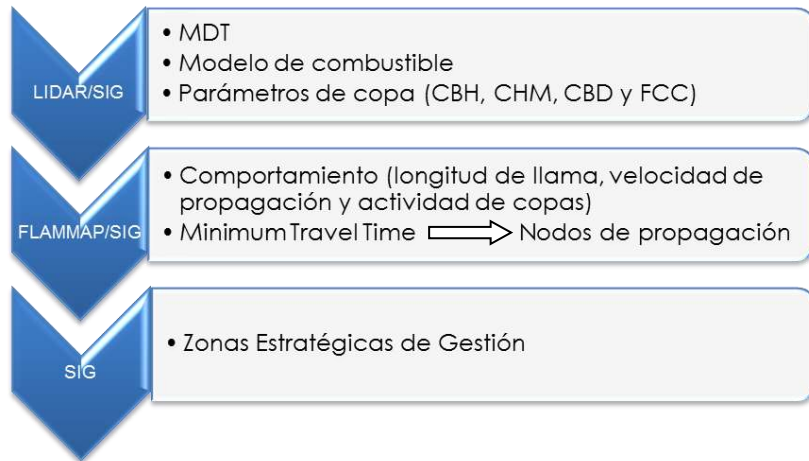 LIDAR/SIG
• MDT
• Modelo de combustible
• Parámetros de copa (CBH, CHM, CBD y FCC)
FLAMMAP/SIG
• Comportamiento (longitud de llama, velocidad de
propagación y actividad de copas)
• Minimum Travel Time Nodos de propagación
SIG
• Zonas Estratégicas de Gestión